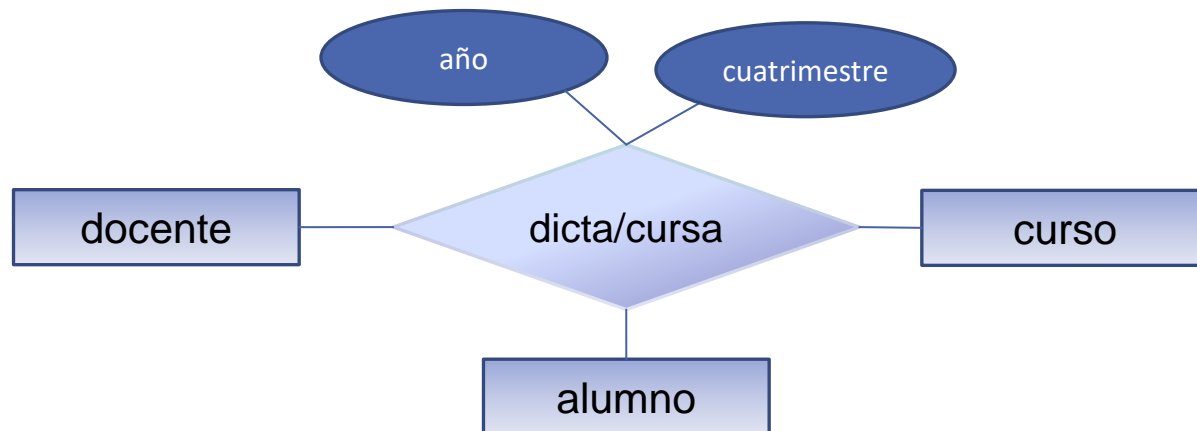 año
cuatrimestre
docente
dicta/cursa
curso
alumno